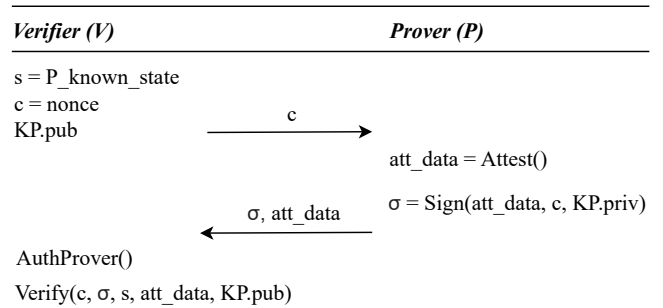 Verifier (V)
Prover (P)
s = P_known_state
c = nonce
KP.pub
c
att_data = Attest()
σ = Sign(att_data, c, KP.priv)
σ, att_data
AuthProver()
Verify(c, σ, s, att_data, KP.pub)